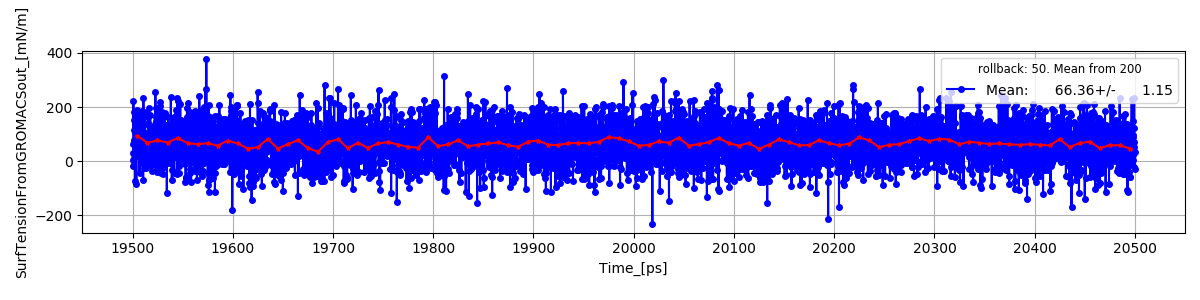 SurfTensionFromGROMACSout_[mN/m]
400
200
0
−200
rollback: 50. Mean from 200
Mean: 66.36+/- 1.15
19500 19600 19700 19800 19900 20000 20100 20200 20300 20400 20500
Time_[ps]